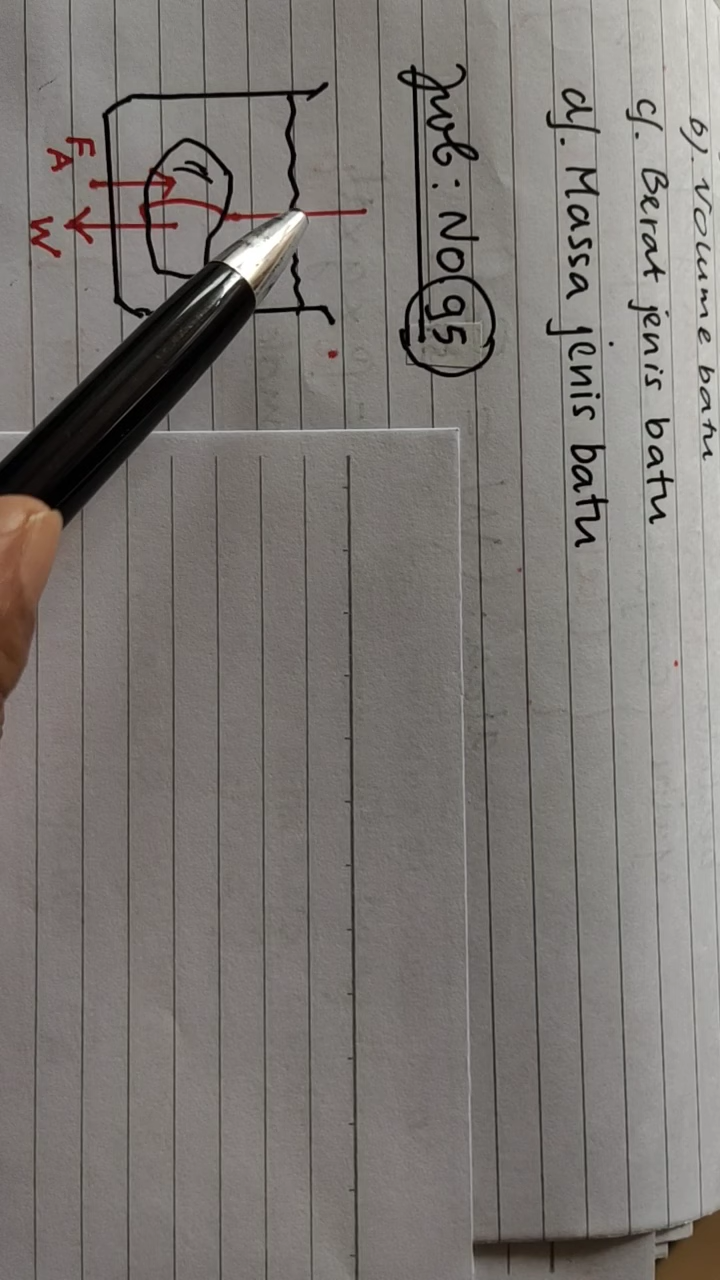 b). Volume batu
c). Berat jenis batu
d). Massa jenis batu
Jwb: No 95
FA
W